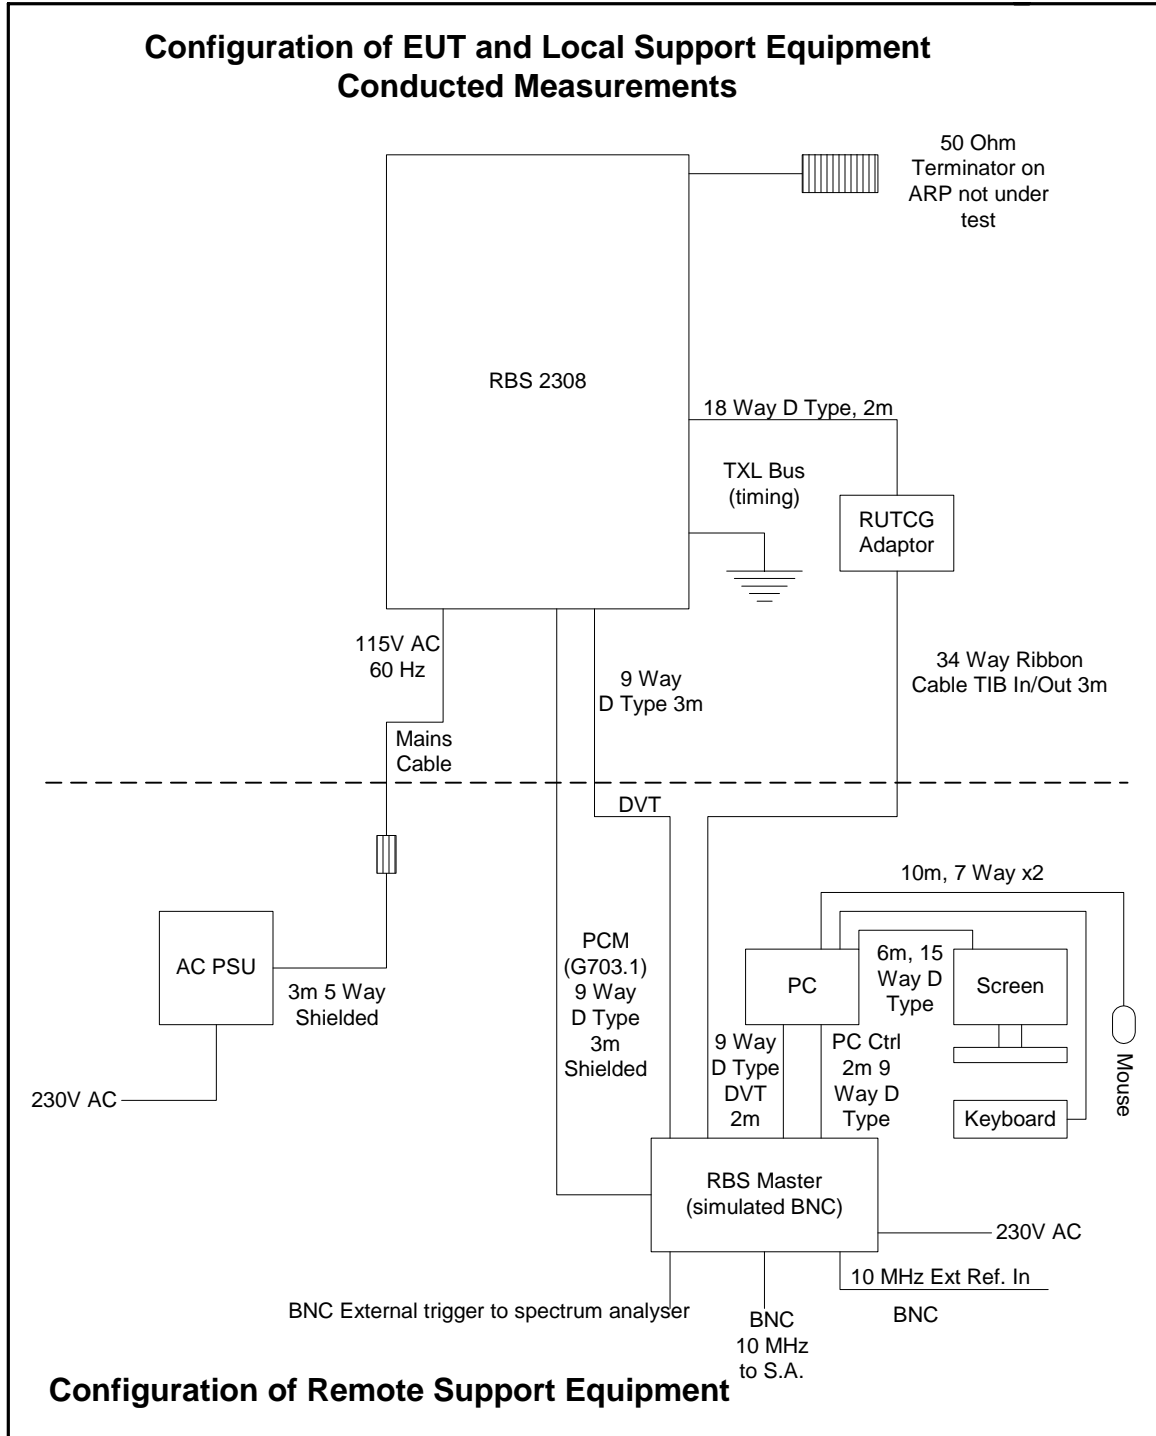 Configuration of EUT and Local Support Equipment
Conducted Measurements
50 Ohm
Terminator on
ARP not under
test
RBS 2308
18 Way D Type, 2m
TXL Bus
(timing)
RUTCG
Adaptor
115V AC
60 Hz
9 Way
D Type 3m
34 Way Ribbon
Cable TIB In/Out 3m
Mains
Cable
DVT
10m, 7 Way x2
AC PSU
3m 5 Way
Shielded
PCM
(G703.1)
9 Way
D Type
3m
Shielded
PC
6m, 15
Way D
Type
Screen
9 Way
D Type
DVT
2m
PC Ctrl
2m 9
Way D
Type
Mouse
Keyboard
230V AC
RBS Master
(simulated BNC)
230V AC
10 MHz Ext Ref. In
BNC
BNC External trigger to spectrum analyser
BNC
10 MHz
to S.A.
Configuration of Remote Support Equipment